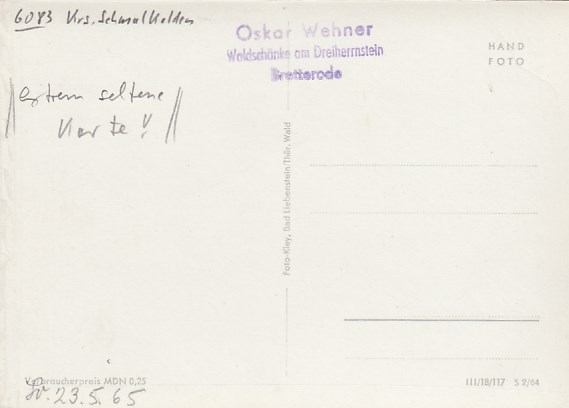 6083 Krs. Schmalkalden
Oskar Wehner
Waldschänke am Dreiherrnstein
Brotterode
HAND
FOTO
extrem seltene
Karte!!
Foto-Kley, Bad Liebenstein/Thür. Wald
Verbraucherpreis MDN 0,25
III/18/117 S 2/64
23.5.65